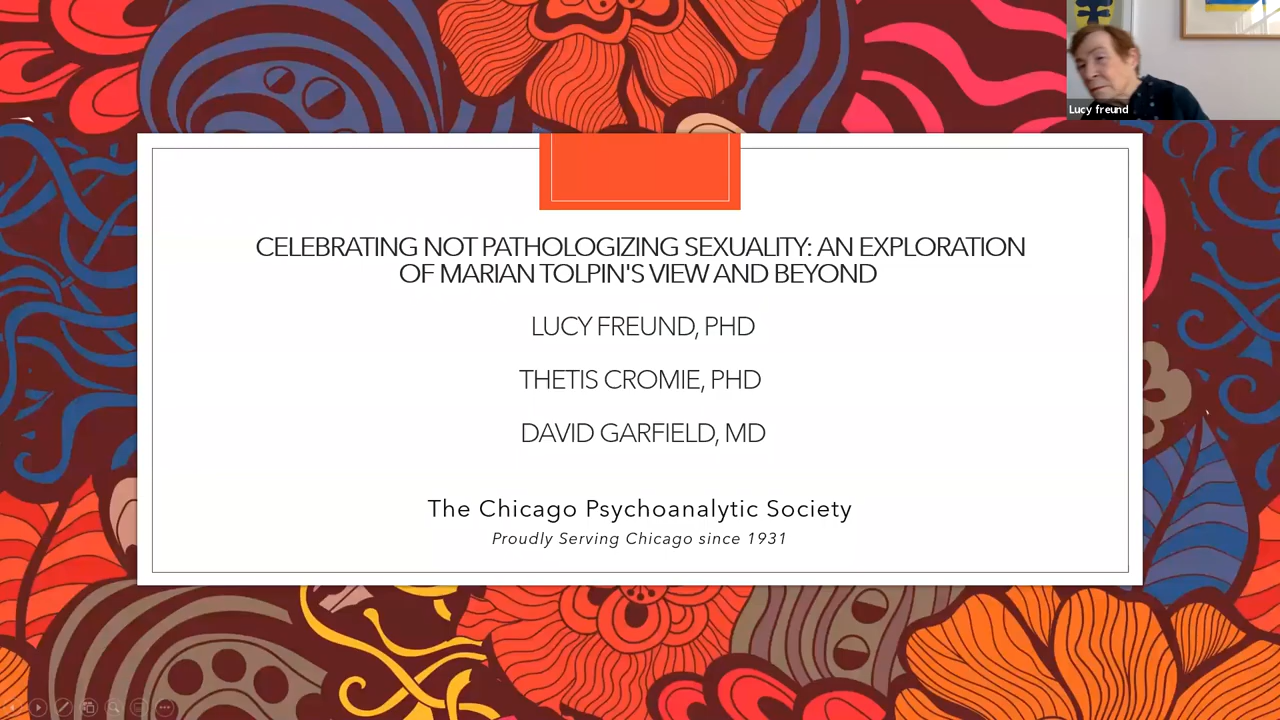 Lucy freund
CELEBRATING NOT PATHOLOGIZING SEXUALITY: AN EXPLORATION
OF MARIAN TOLPIN'S VIEW AND BEYOND
LUCY FREUND, PHD
THETIS CROMIE, PHD
DAVID GARFIELD, MD
The Chicago Psychoanalytic Society
Proudly Serving Chicago since 1931